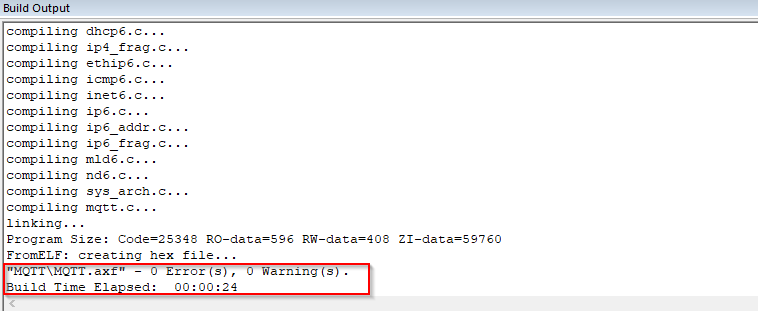 Build Output
compiling dhcp6.c...
compiling ip4_frag.c...
compiling ethip6.c...
compiling icmp6.c...
compiling inet6.c...
compiling ip6.c...
compiling ip6_addr.c...
compiling ip6_frag.c...
compiling mld6.c...
compiling nd6.c...
compiling sys_arch.c...
compiling mqtt.c...
linking...
Program Size: Code=25348 RO-data=596 RW-data=408 ZI-data=59760
FromELF: creating hex file...
"MQTT\MQTT.axf" - 0 Error(s), 0 Warning(s).
Build Time Elapsed:  00:00:24